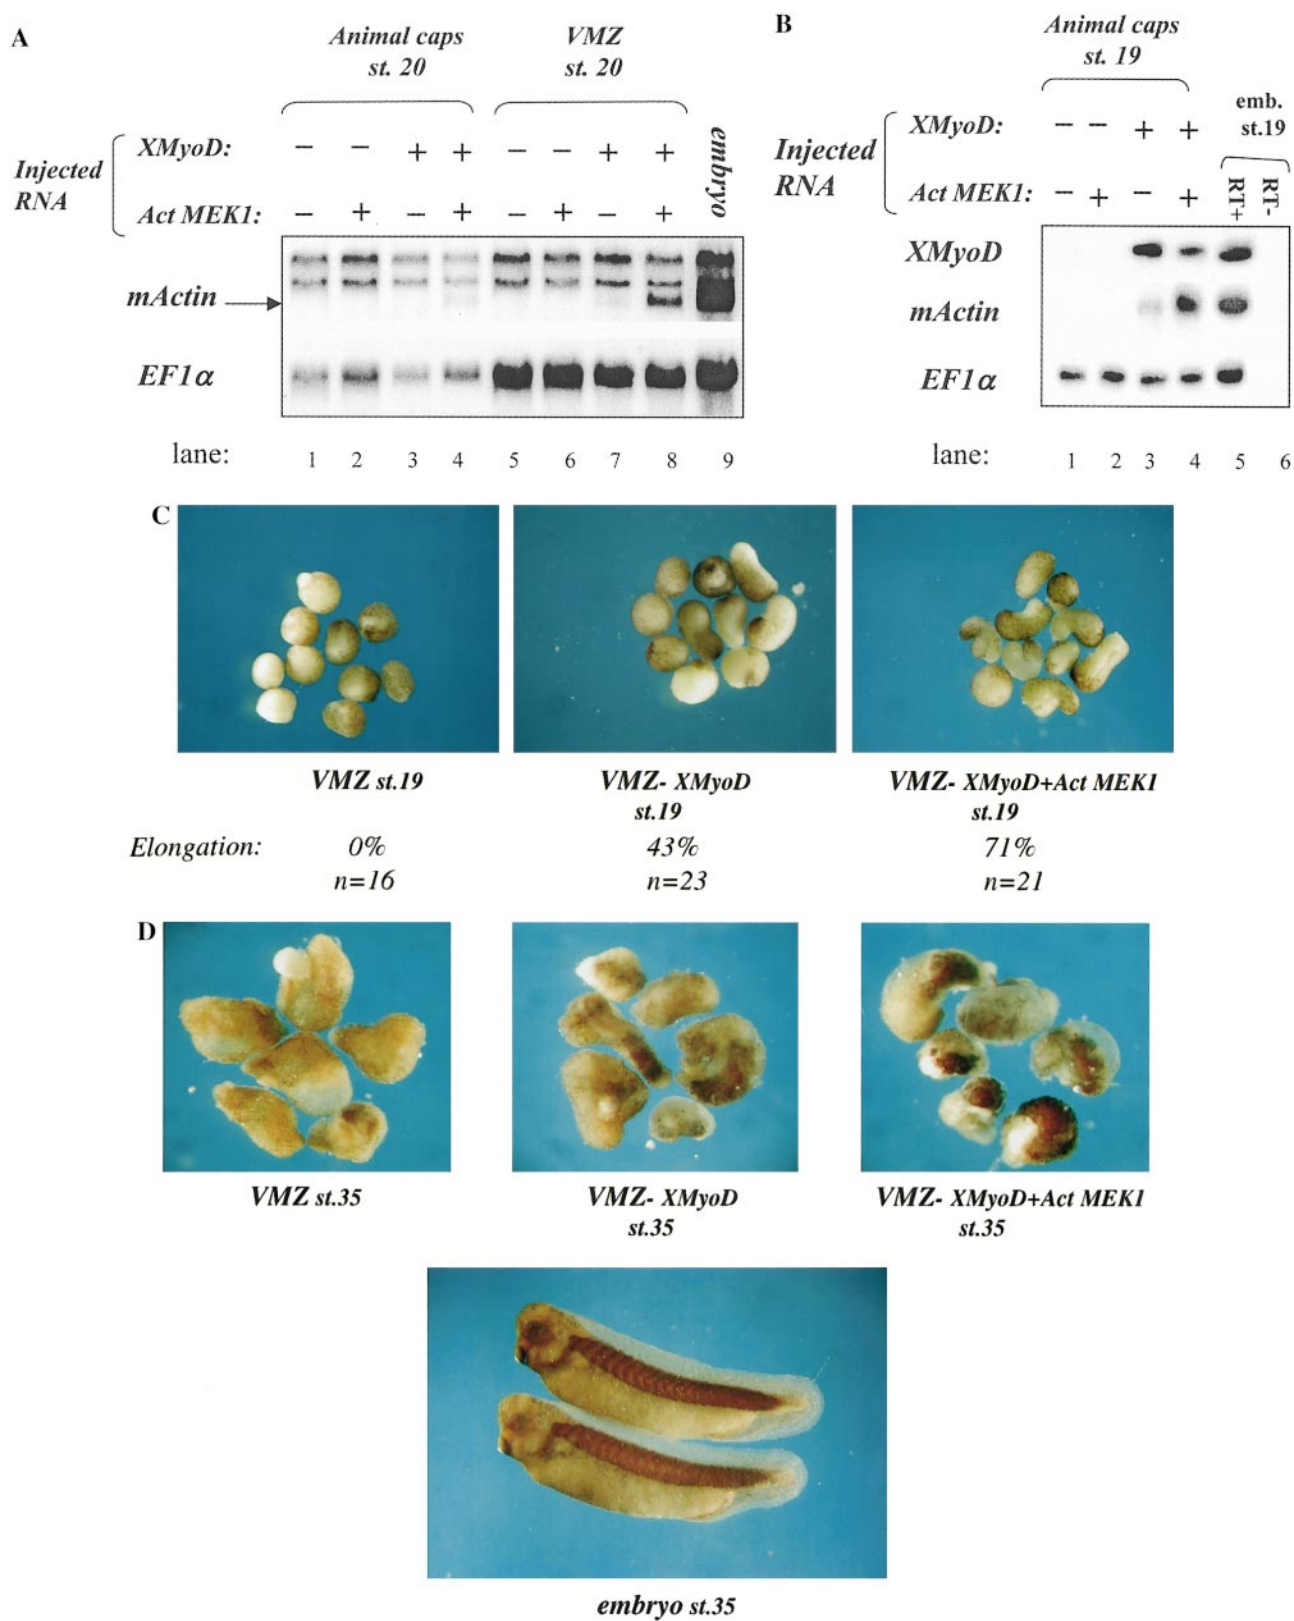 A
Animal caps
st. 20
VMZ
st. 20
Injected
RNA
XMyoD: − − + + − − + +
embryo
Act MEK1: − + − + − + − +
mActin
EF1α
lane: 1 2 3 4 5 6 7 8 9
B
Animal caps
st. 19
emb.
st.19
Injected
RNA
XMyoD: − − + +
Act MEK1: − + − +
RT+
RT-
XMyoD
mActin
EF1α
lane: 1 2 3 4 5 6
C
VMZ st.19
VMZ- XMyoD
st.19
VMZ- XMyoD+Act MEK1
st.19
Elongation: 0% 43% 71%
n=16 n=23 n=21
D
VMZ st.35
VMZ- XMyoD
st.35
VMZ- XMyoD+Act MEK1
st.35
embryo st.35